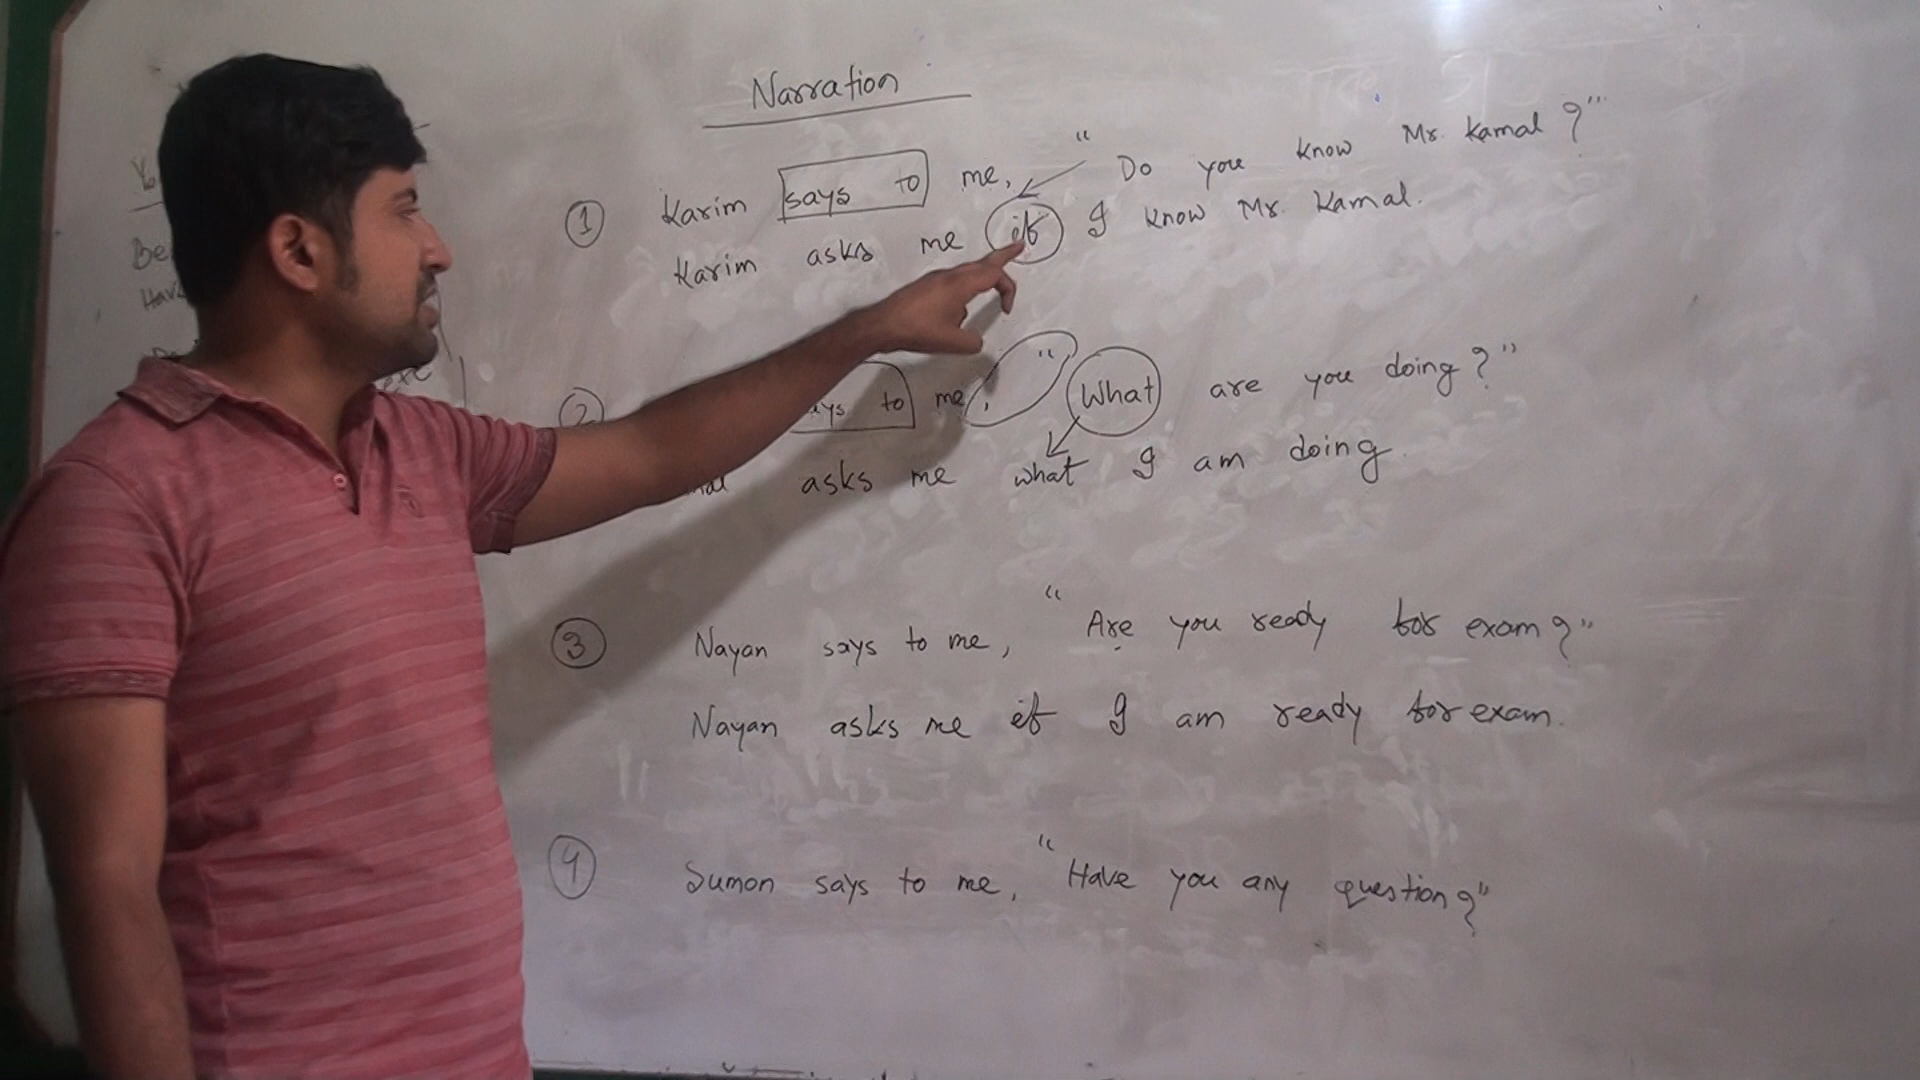 Narration
① Karim says to me, "Do you know Mr. Kamal?"
Karim asks me if I know Mr. Kamal.
② to me, "What are you doing?"
asks me what I am doing.
③ Nayan says to me, "Are you ready for exam?"
Nayan asks me if I am ready for exam.
④ Sumon says to me, "Have you any question?"